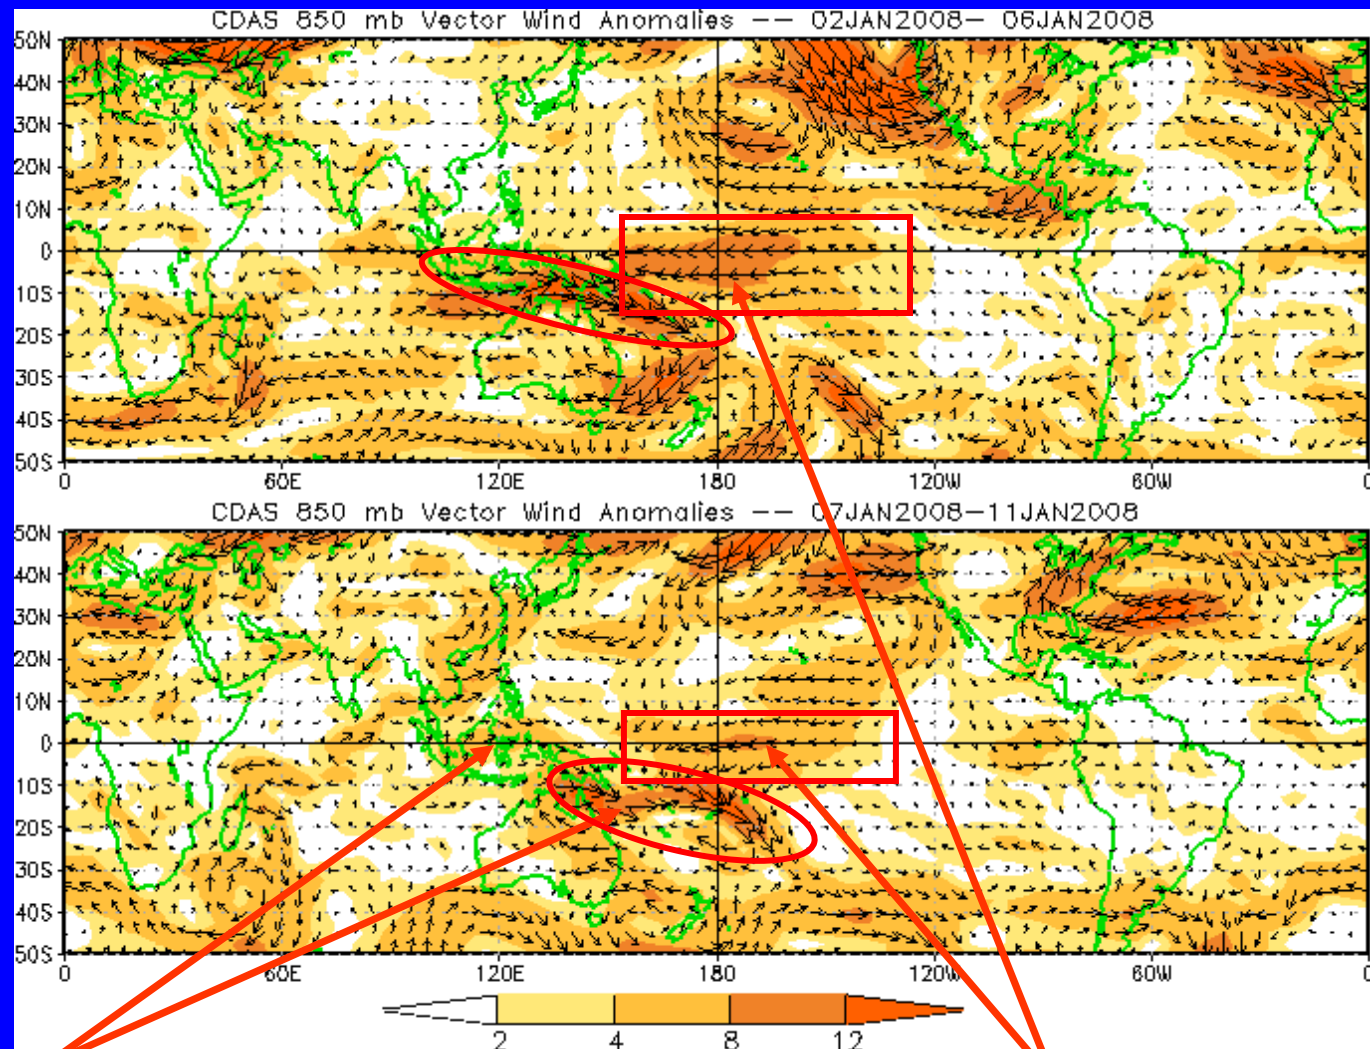 CDAS 850 mb Vector Wind Anomalies -- 02JAN2008- 06JAN2008
50N
40N
30N
20N
10N
0
10S
20S
30S
40S
50S
0 60E 120E 180 120W 60W 0
CDAS 850 mb Vector Wind Anomalies -- 07JAN2008-11JAN2008
50N
40N
30N
20N
10N
0
10S
20S
30S
40S
50S
0 60E 120E 180 120W 60W 0
2 4 8 12